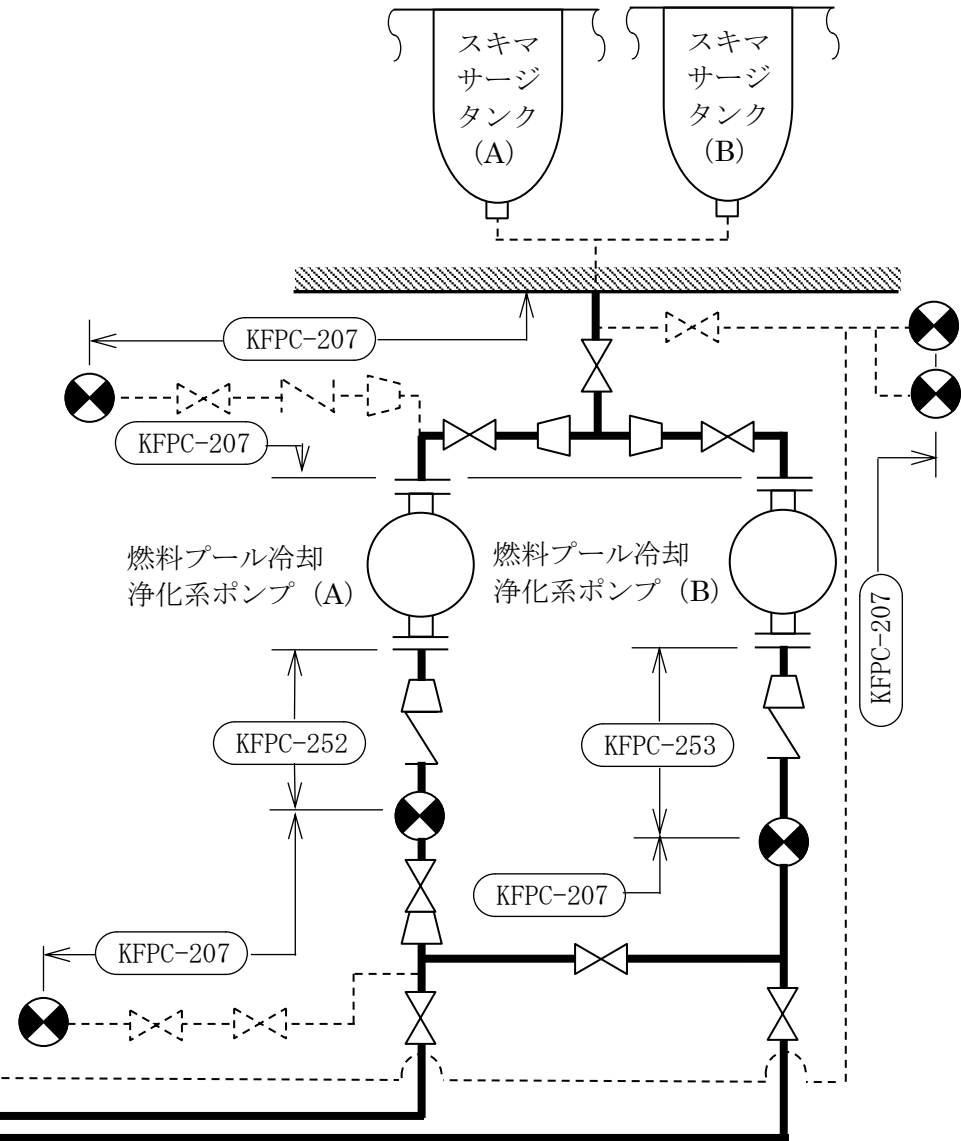 スキマ
サージ
タンク
(A)
スキマ
サージ
タンク
(B)
KFPC-207
KFPC-207
燃料プール冷却
浄化系ポンプ (A)
燃料プール冷却
浄化系ポンプ (B)
KFPC-207
KFPC-252
KFPC-253
KFPC-207
KFPC-207